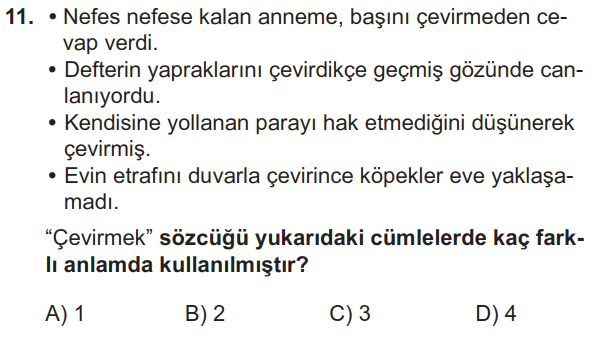 11. • Nefes nefese kalan anneme, başını çevirmeden ce-
vap verdi.
• Defterin yapraklarını çevirdikçe geçmiş gözünde can-
lanıyordu.
• Kendisine yollanan parayı hak etmediğini düşünerek
çevirmiş.
• Evin etrafını duvarla çevirince köpekler eve yaklaşa-
madı.
“Çevirmek” sözcüğü yukarıdaki cümlelerde kaç fark-
lı anlamda kullanılmıştır?
A) 1 B) 2 C) 3 D) 4